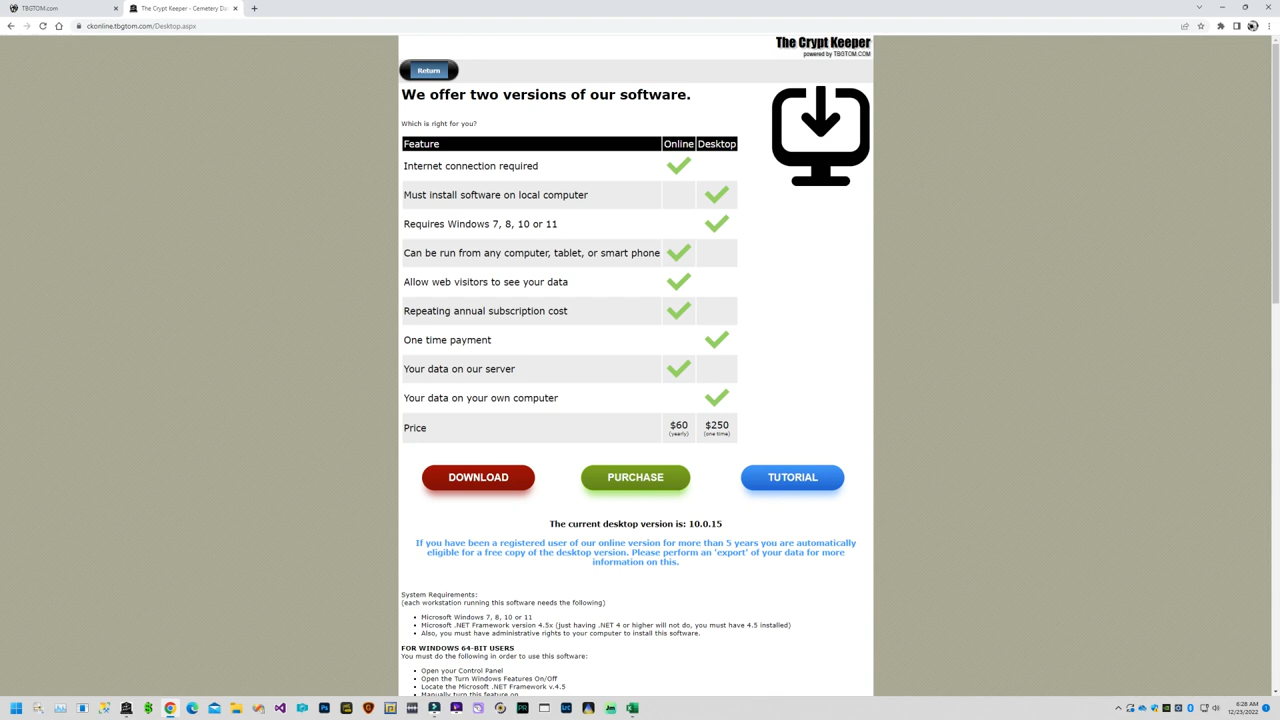 TBGTOM.com
The Crypt Keeper - Cemetery Da
ckonline.tbgtom.com/Desktop.aspx
The Crypt Keeper
powered by TBGTOM.COM
Return
We offer two versions of our software.
Which is right for you?
Feature Online Desktop
Internet connection required
Must install software on local computer
Requires Windows 7, 8, 10 or 11
Can be run from any computer, tablet, or smart phone
Allow web visitors to see your data
Repeating annual subscription cost
One time payment
Your data on our server
Your data on your own computer
Price $60 $250
(yearly) (one time)
DOWNLOAD PURCHASE TUTORIAL
The current desktop version is: 10.0.15
If you have been a registered user of our online version for more than 5 years you are automatically
eligible for a free copy of the desktop version. Please perform an 'export' of your data for more
information on this.
System Requirements:
(each workstation running this software needs the following)
Microsoft Windows 7, 8, 10 or 11
Microsoft .NET Framework version 4.5x (just having .NET 4 or higher will not do, you must have 4.5 installed)
Also, you must have administrative rights to your computer to install this software.
FOR WINDOWS 64-BIT USERS
You must do the following in order to use this software:
Open your Control Panel
Open the Turn Windows Features On/Off
Locate the Microsoft .NET Framework v.4.5
Manually turn this feature on
6:28 AM
12/23/2022